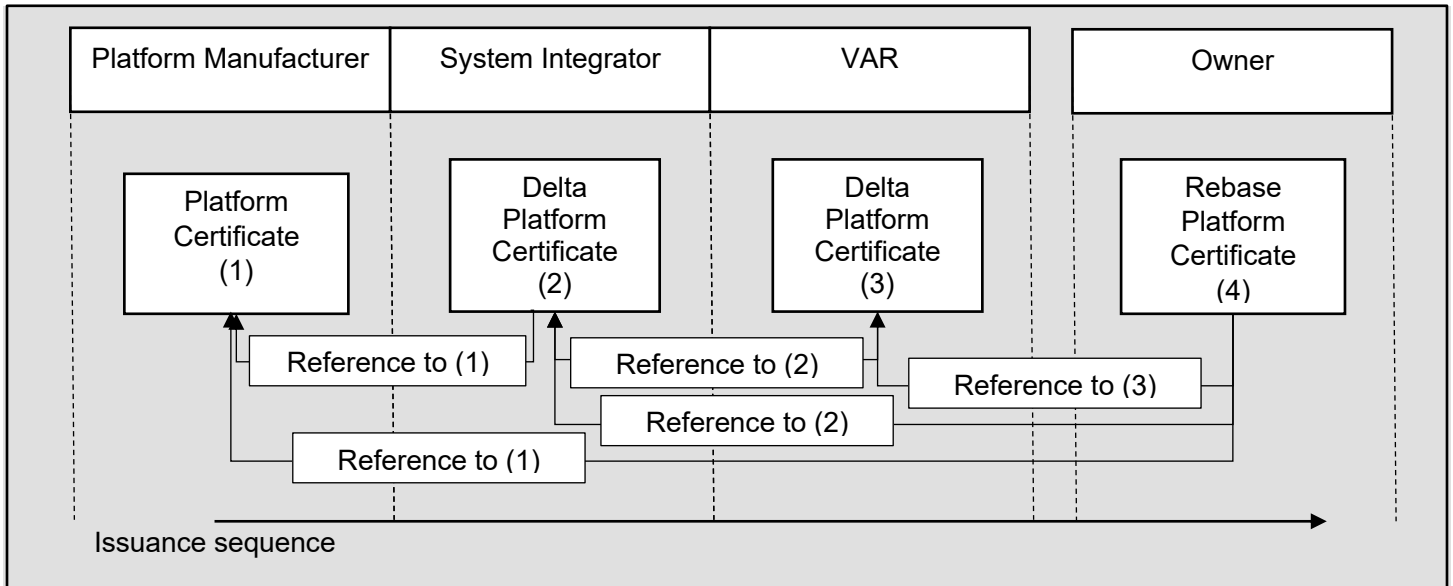 Platform Manufacturer
System Integrator
VAR
Owner
Platform
Certificate
(1)
Delta
Platform
Certificate
(2)
Delta
Platform
Certificate
(3)
Rebase
Platform
Certificate
(4)
Reference to (1)
Reference to (2)
Reference to (3)
Reference to (2)
Reference to (1)
Issuance sequence